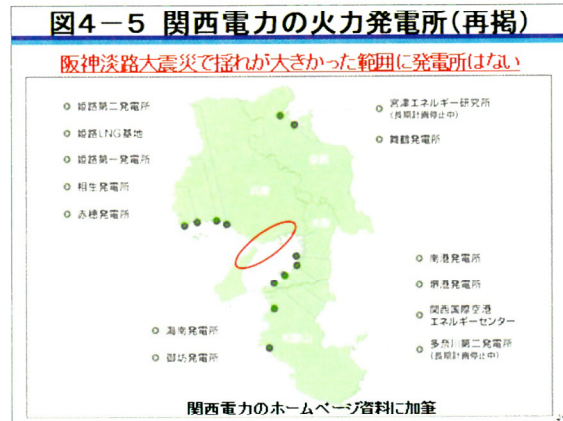 図4－5 関西電力の火力発電所(再掲)
阪神淡路大震災で揺れが大きかった範囲に発電所はない
姫路第二発電所
姫路LNG基地
姫路第一発電所
相生発電所
赤穂発電所
宮津エネルギー研究所
(長期計画停止中)
舞鶴発電所
南港発電所
堺港発電所
関西国際空港
エネルギーセンター
多奈川第二発電所
(長期計画停止中)
海南発電所
御坊発電所
関西電力のホームページ資料に加筆